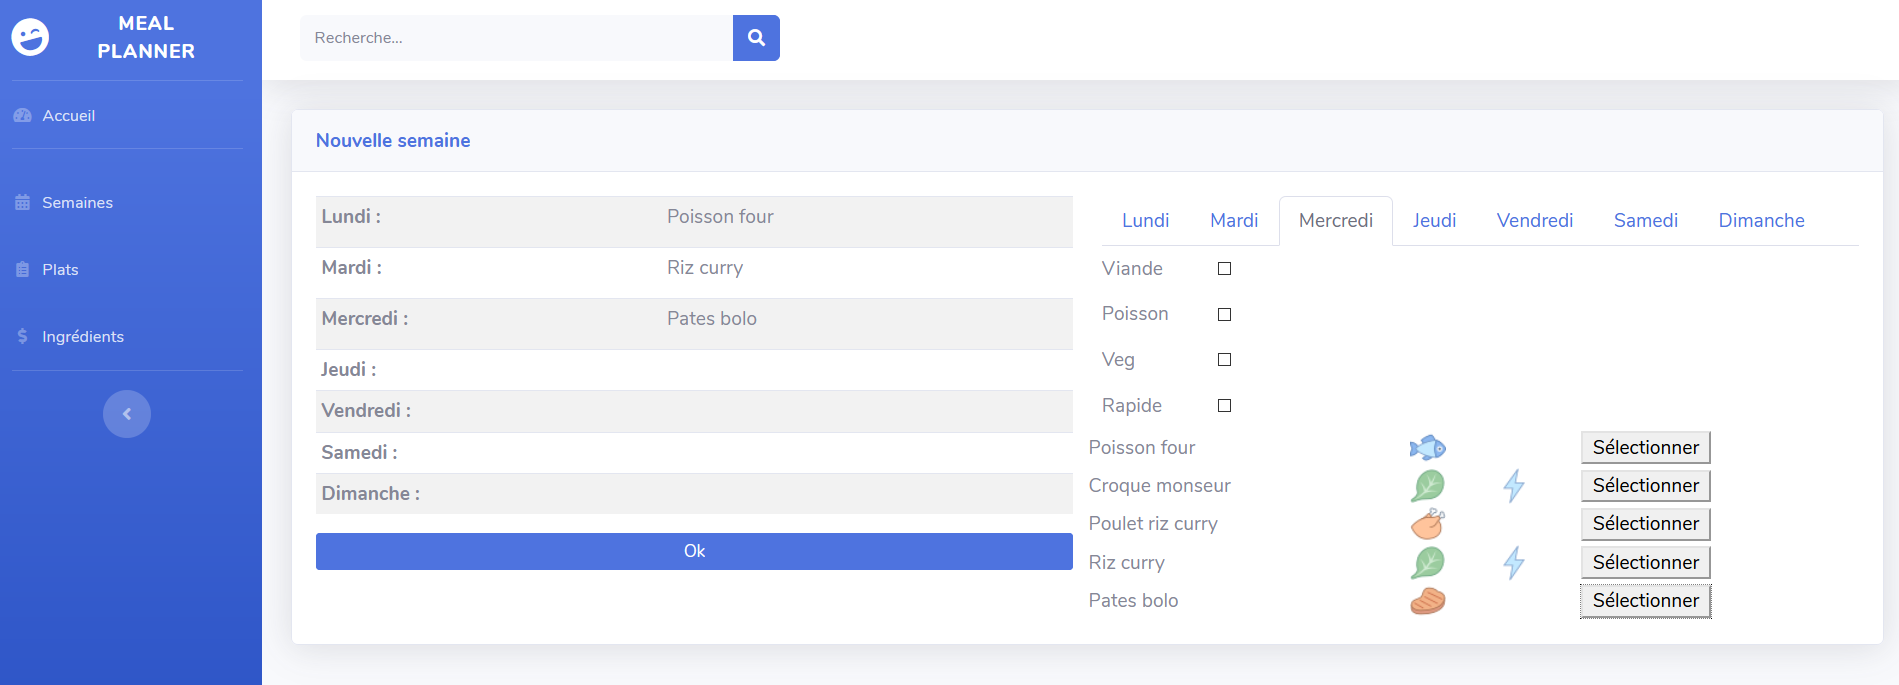 MEAL
PLANNER
Accueil
Semaines
Plats
Ingrédients
Recherche...
Nouvelle semaine
Lundi : Poisson four
Mardi : Riz curry
Mercredi : Pates bolo
Jeudi :
Vendredi :
Samedi :
Dimanche :
Ok
Lundi Mardi Mercredi Jeudi Vendredi Samedi Dimanche
Viande
Poisson
Veg
Rapide
Poisson four Sélectionner
Croque monseur Sélectionner
Poulet riz curry Sélectionner
Riz curry Sélectionner
Pates bolo Sélectionner